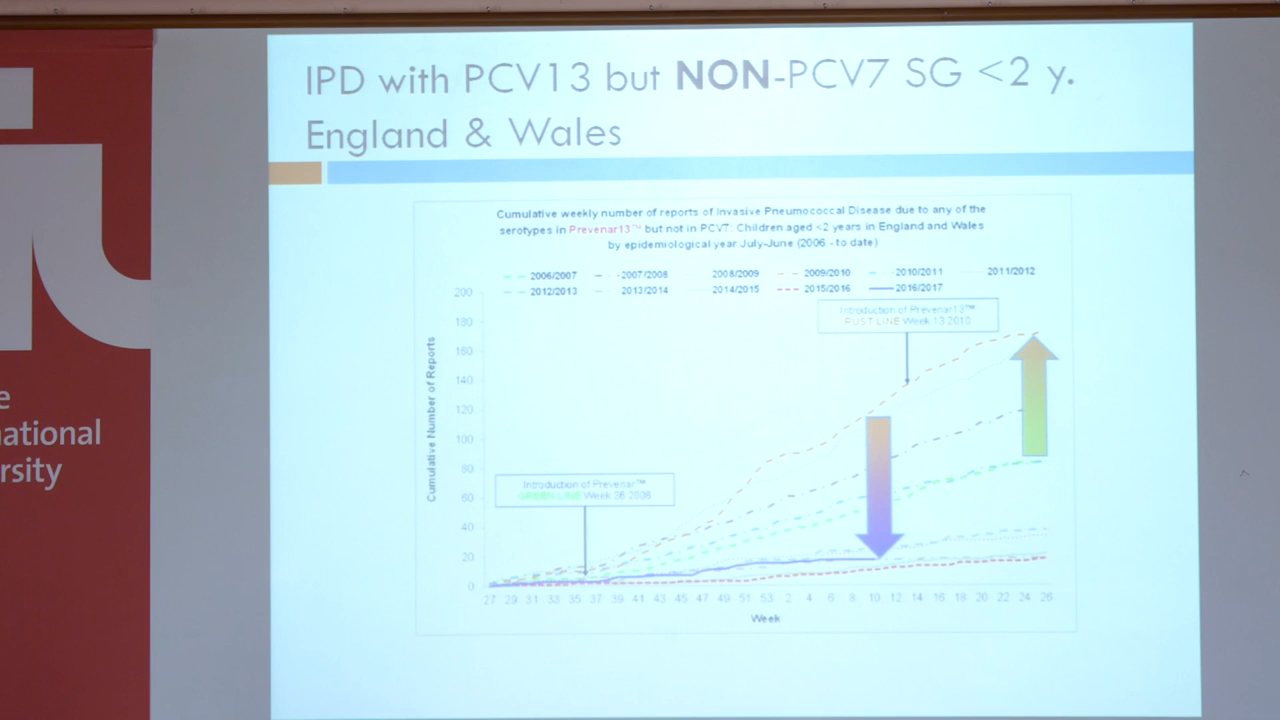 IPD with PCV13 but NON-PCV7 SG <2 y.
England & Wales
e
national
rsity
Cumulative weekly number of reports of Invasive Pneumococcal Disease due to any of the
serotypes in Prevenar13™ but not in PCV7: Children aged <2 years in England and Wales
by epidemiological year July-June (2006 - to date)
2006/2007 2007/2008 2008/2009 2009/2010 2010/2011 2011/2012
2012/2013 2013/2014 2014/2015 2015/2016 2016/2017
Introduction of Prevenar13™
RUST LINE Week 13 2010
Introduction of Prevenar™
GREEN LINE Week 36 2006
Cumulative Number of Reports
200
180
160
140
120
100
80
60
40
20
0
27 29 31 33 35 37 39 41 43 45 47 49 51 53 2 4 6 8 10 12 14 16 18 20 22 24 26
Week